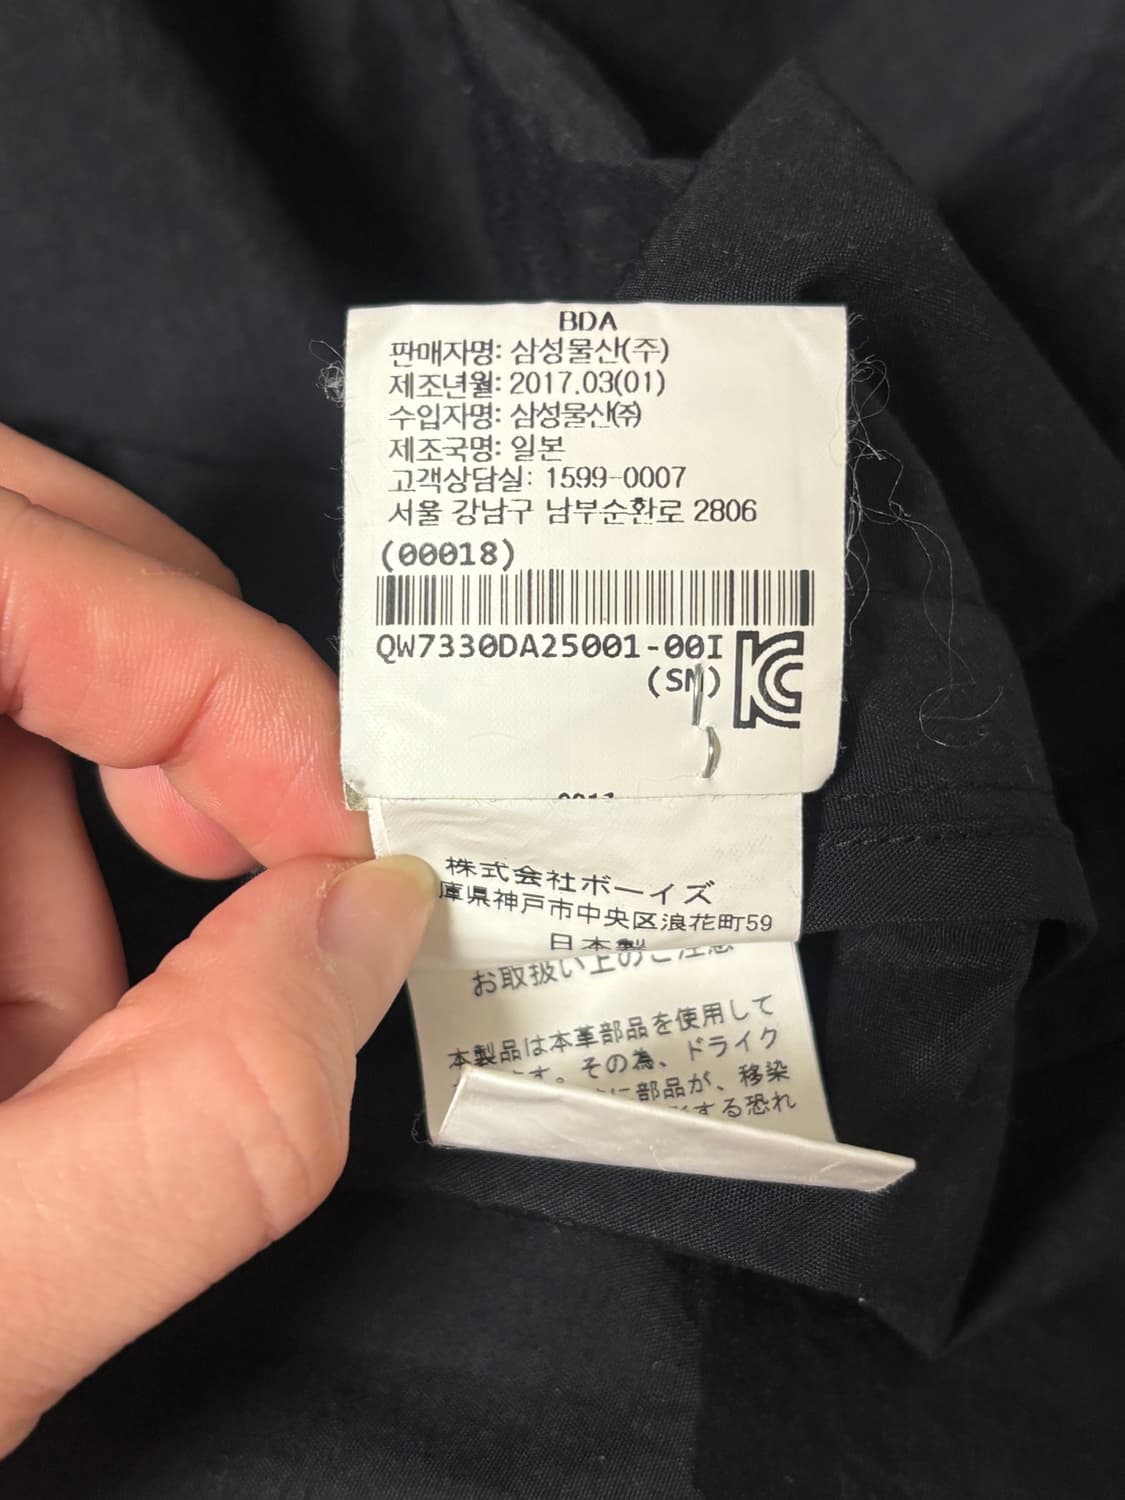 BDA
판매자명: 삼성물산(주)
제조년월: 2017.03(01)
수입자명: 삼성물산㈜
제조국명: 일본
고객상담실: 1599-0007
서울 강남구 남부순환로 2806
(00018)
QW7330DA25001-00I
(SM)
KC
株式会社ボーイズ
庫県神戸市中央区浪花町59
日本製
お取扱い上のご注意
本製品は本革部品を使用して
す。その為、ドライク
に部品が、移染
する恐れ